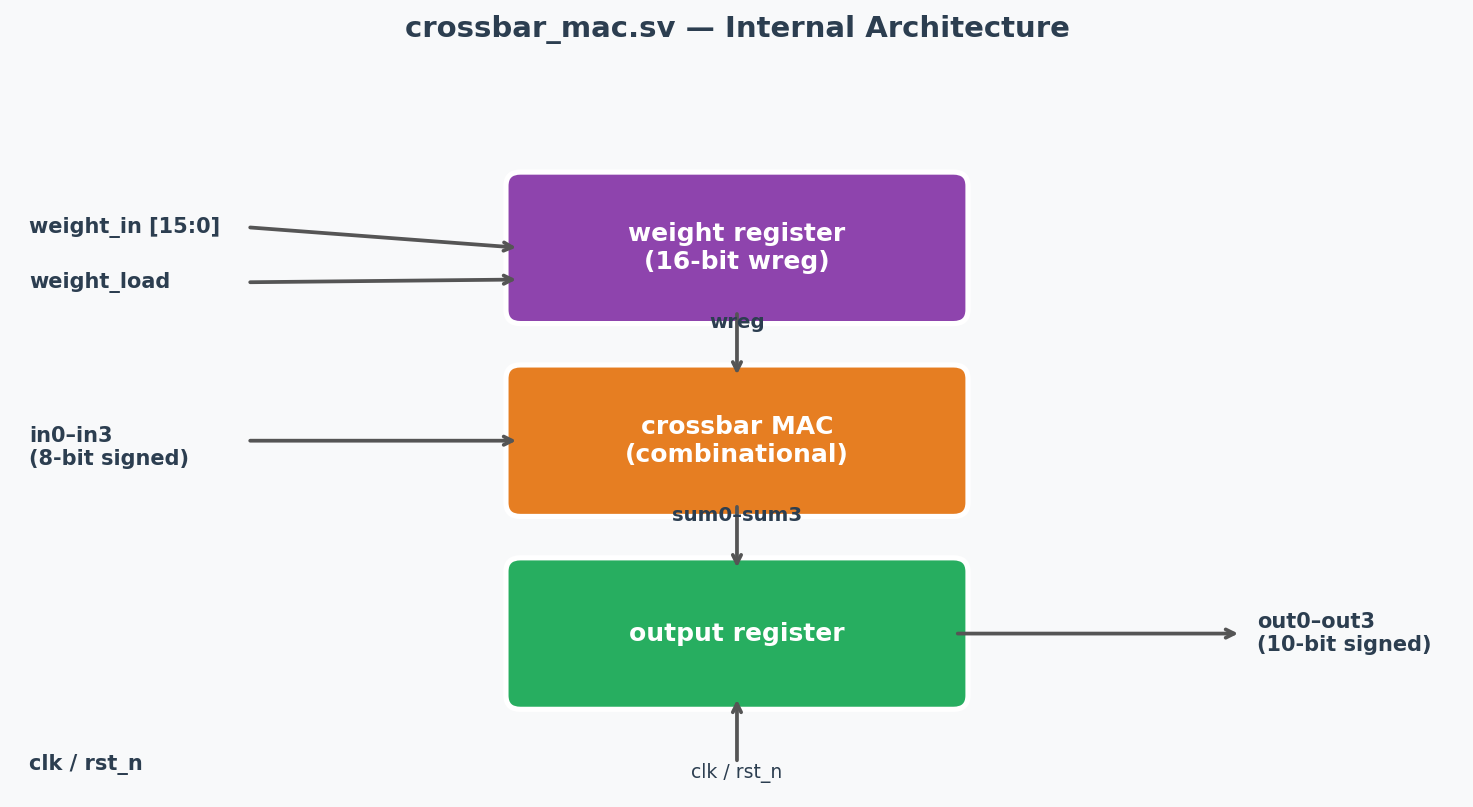 crossbar_mac.sv — Internal Architecture
weight_in [15:0]
weight_load
weight register
(16-bit wreg)
wreg
in0–in3
(8-bit signed)
crossbar MAC
(combinational)
sum0–sum3
output register
out0–out3
(10-bit signed)
clk / rst_n
clk / rst_n